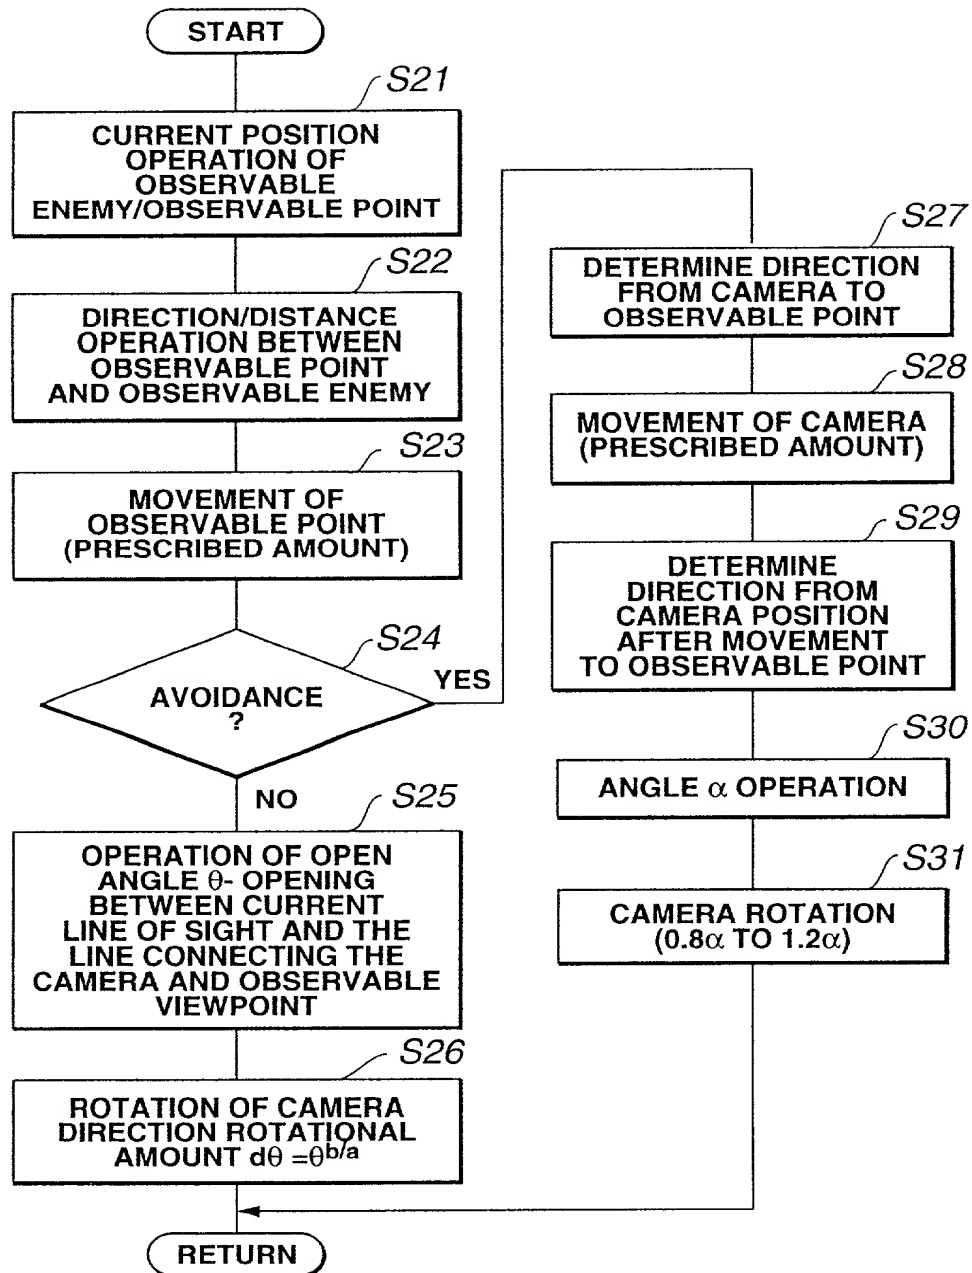 START
S21
CURRENT POSITION
OPERATION OF
OBSERVABLE
ENEMY/OBSERVABLE POINT
S22
DIRECTION/DISTANCE
OPERATION BETWEEN
OBSERVABLE POINT
AND OBSERVABLE ENEMY
S23
MOVEMENT OF
OBSERVABLE POINT
(PRESCRIBED AMOUNT)
S24
AVOIDANCE
?
YES
NO
S25
OPERATION OF OPEN
ANGLE θ- OPENING
BETWEEN CURRENT
LINE OF SIGHT AND THE
LINE CONNECTING THE
CAMERA AND OBSERVABLE
VIEWPOINT
S26
ROTATION OF CAMERA
DIRECTION ROTATIONAL
AMOUNT dθ =θ^b/a
S27
DETERMINE DIRECTION
FROM CAMERA TO
OBSERVABLE POINT
S28
MOVEMENT OF CAMERA
(PRESCRIBED AMOUNT)
S29
DETERMINE
DIRECTION FROM
CAMERA POSITION
AFTER MOVEMENT
TO OBSERVABLE POINT
S30
ANGLE α OPERATION
S31
CAMERA ROTATION
(0.8α TO 1.2α)
RETURN